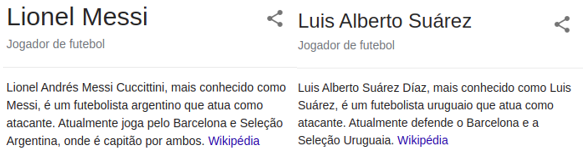 Lionel Messi
Jogador de futebol
Lionel Andrés Messi Cuccittini, mais conhecido como
Messi, é um futebolista argentino que atua como
atacante. Atualmente joga pelo Barcelona e Seleção
Argentina, onde é capitão por ambos. Wikipédia
Luis Alberto Suárez
Jogador de futebol
Luis Alberto Suárez Díaz, mais conhecido como Luis
Suárez, é um futebolista uruguaio que atua como
atacante. Atualmente defende o Barcelona e a
Seleção Uruguaia. Wikipédia